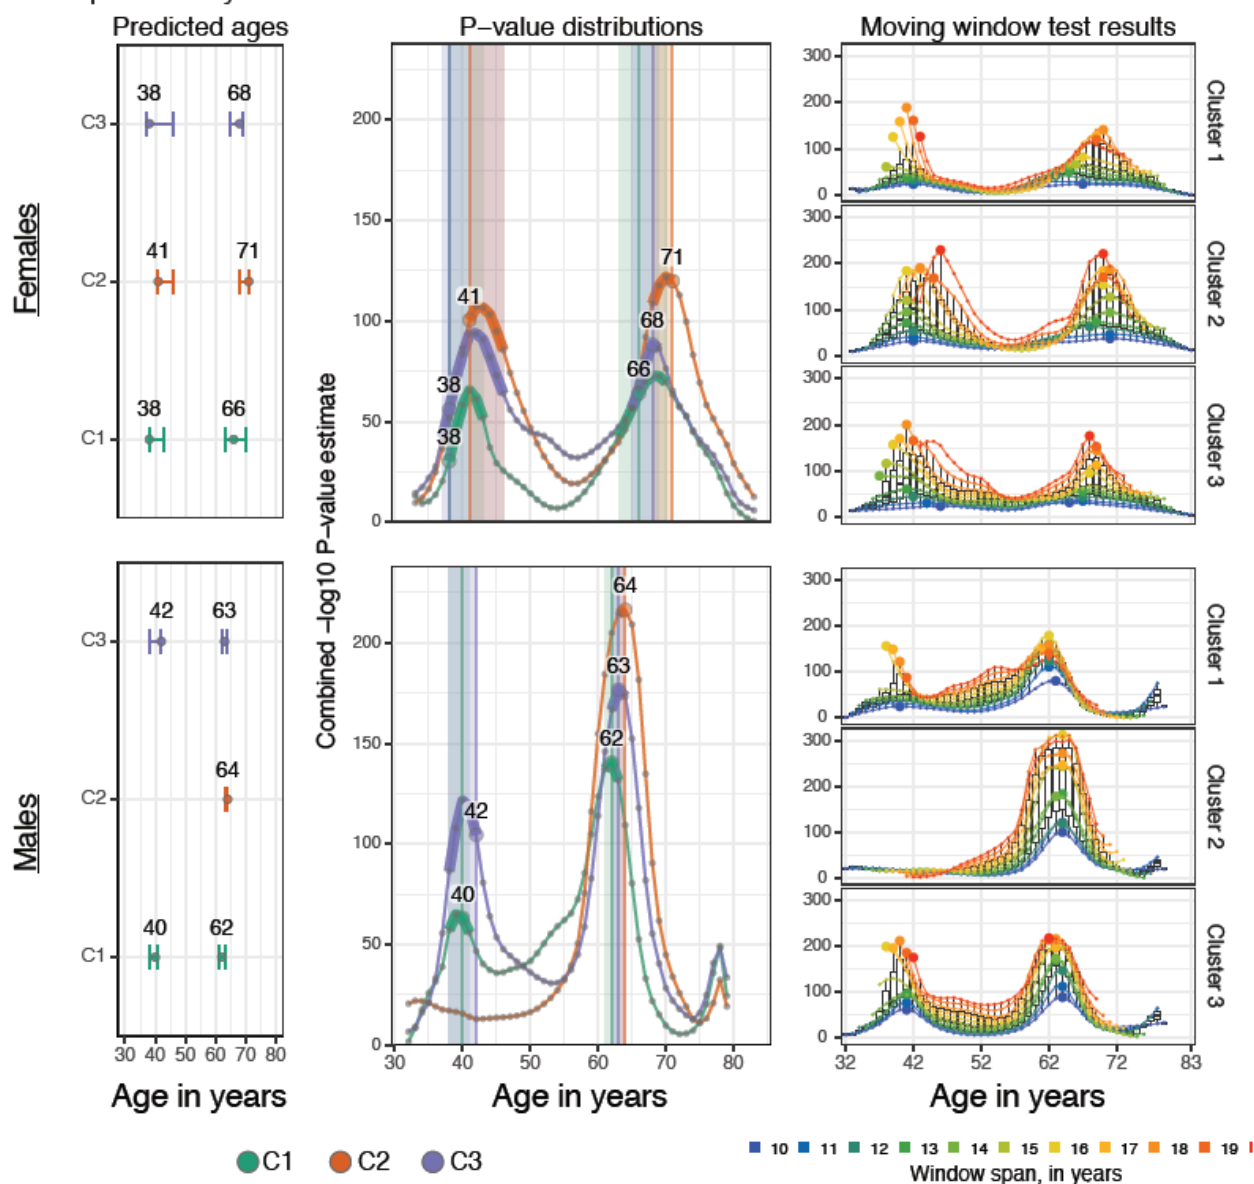 Predicted ages
P-value distributions
Moving window test results
Females
C3
C2
C1
38
68
41
71
38
66
Males
C3
C2
C1
42
63
64
40
62
30 40 50 60 70 80
Age in years
Combined -log10 P-value estimate
200
150
100
50
0
41
71
38
68
66
38
200
150
100
50
0
64
63
62
42
40
30 40 50 60 70 80
Age in years
300
200
100
0
Cluster 1
300
200
100
0
Cluster 2
300
200
100
0
Cluster 3
300
200
100
0
Cluster 1
300
200
100
0
Cluster 2
300
200
100
0
Cluster 3
32 42 52 62 72 83
Age in years
C1 C2 C3
10 11 12 13 14 15 16 17 18 19
Window span, in years